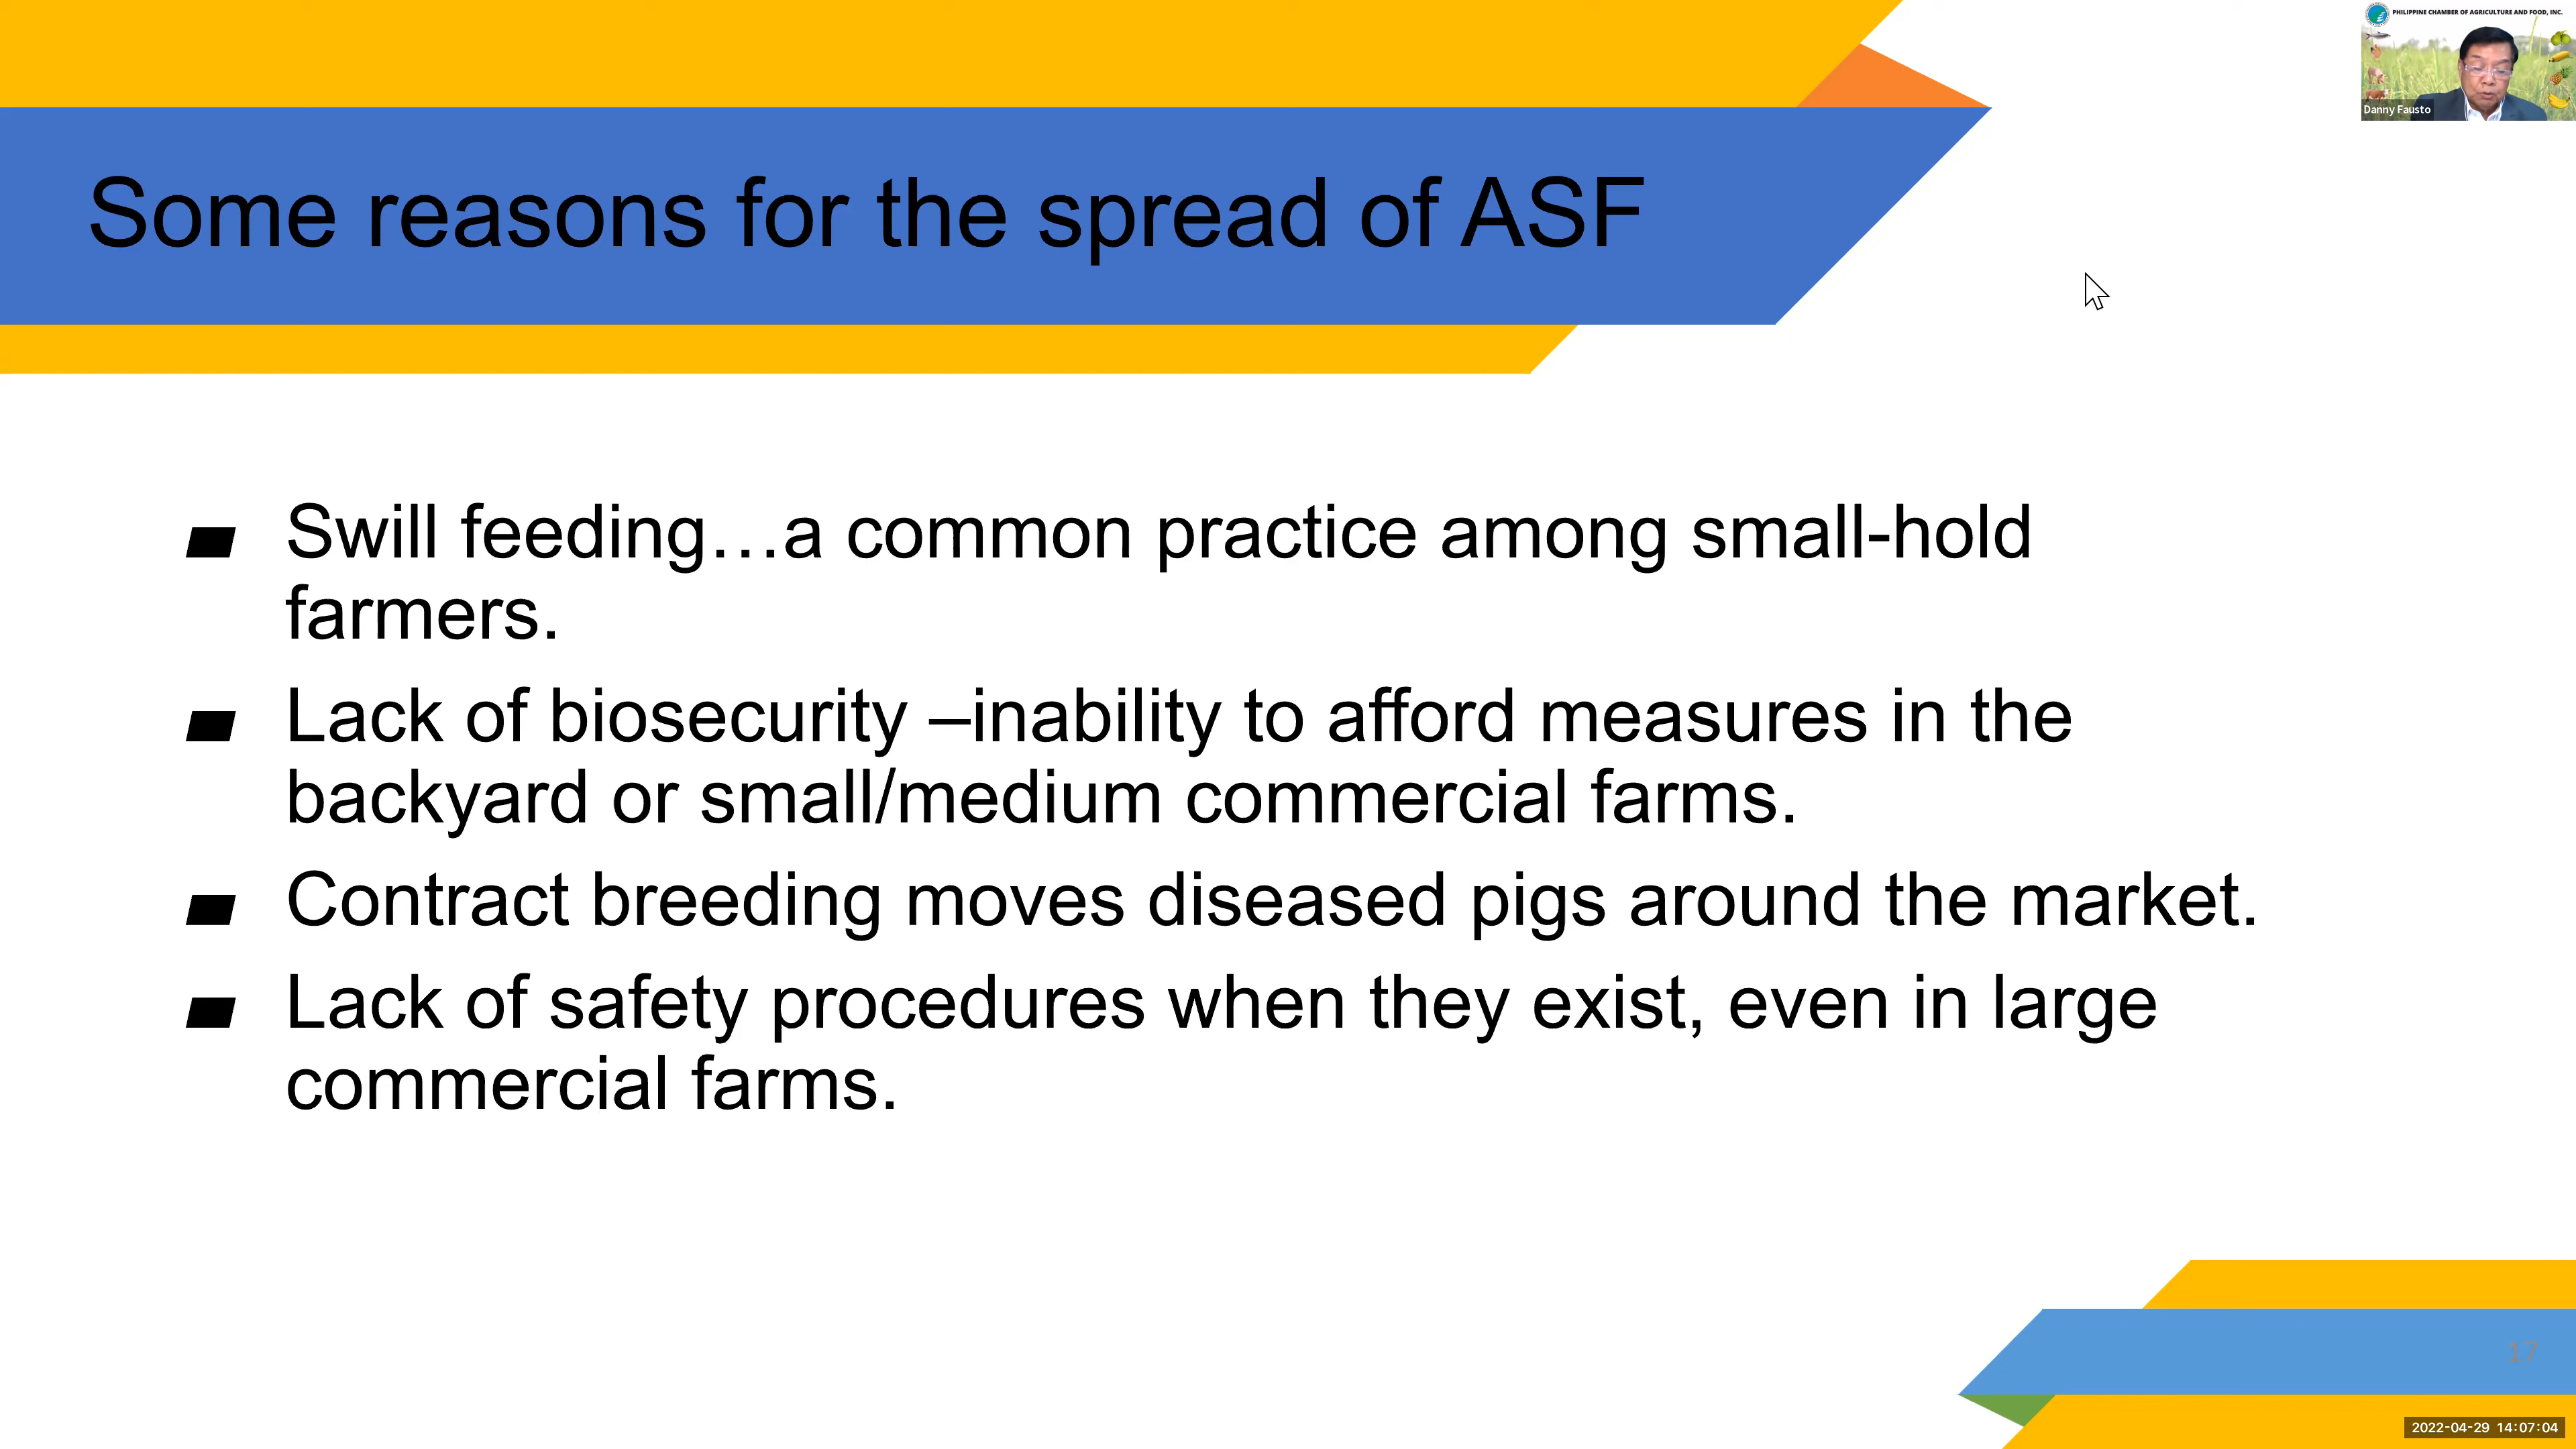 PHILIPPINE CHAMBER OF AGRICULTURE AND FOOD, INC.
Danny Fausto
Some reasons for the spread of ASF
Swill feeding…a common practice among small-hold
farmers.
Lack of biosecurity –inability to afford measures in the
backyard or small/medium commercial farms.
Contract breeding moves diseased pigs around the market.
Lack of safety procedures when they exist, even in large
commercial farms.
17
2022-04-29 14:07:04